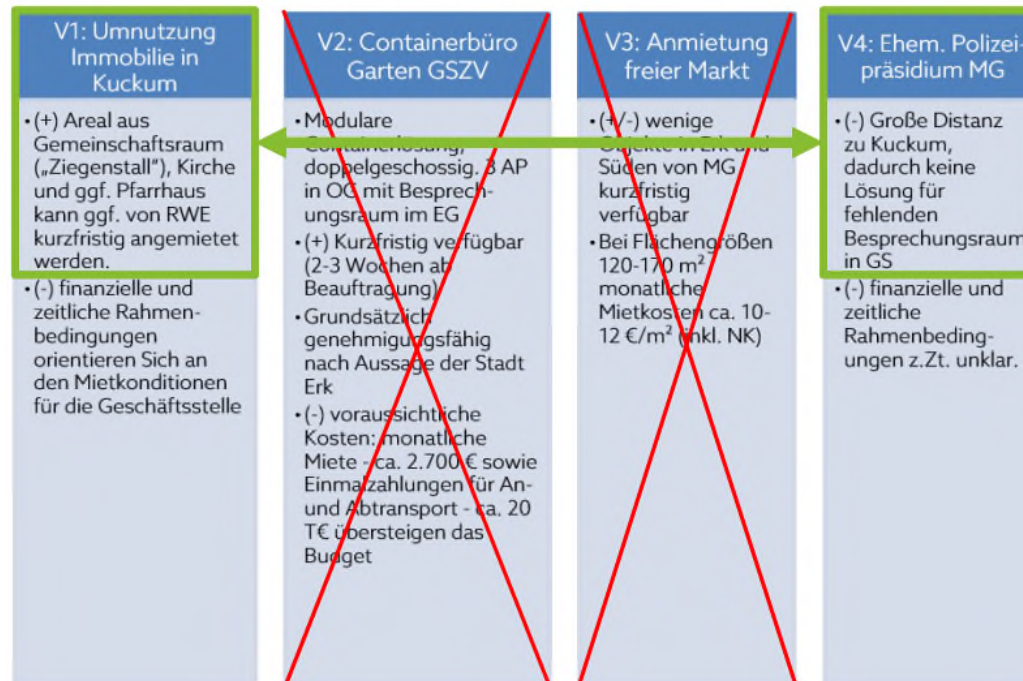 V1: Umnutzung
Immobilie in
Kuckum
• (+) Areal aus
Gemeinschaftsraum
(„Ziegenstall"), Kirche
und ggf. Pfarrhaus
kann ggf. von RWE
kurzfristig angemietet
werden.
• (-) finanzielle und
zeitliche Rahmen-
bedingungen
orientieren Sich an
den Mietkonditionen
für die Geschäftsstelle
V2: Containerbüro
Garten GSZV
• Modulare
Containerlösung,
doppelgeschossig. 3 AP
in OG mit Besprech-
ungsraum im EG
• (+) Kurzfristig verfügbar
(2-3 Wochen ab
Beauftragung)
• Grundsätzlich
genehmigungsfähig
nach Aussage der Stadt
Erk
• (-) voraussichtliche
Kosten: monatliche
Miete - ca. 2.700 € sowie
Einmalzahlungen für An-
und Abtransport - ca. 20
T€ übersteigen das
Budget
V3: Anmietung
freier Markt
• (+/-) wenige
Objekte in Erk und
Süden von MG
kurzfristig
verfügbar
• Bei Flächengrößen
120-170 m²
monatliche
Mietkosten ca. 10-
12 €/m² (inkl. NK)
V4: Ehem. Polizei-
präsidium MG
• (-) Große Distanz
zu Kuckum,
dadurch keine
Lösung für
fehlenden
Besprechungsraum
in GS
• (-) finanzielle und
zeitliche
Rahmenbeding-
ungen z.Zt. unklar.